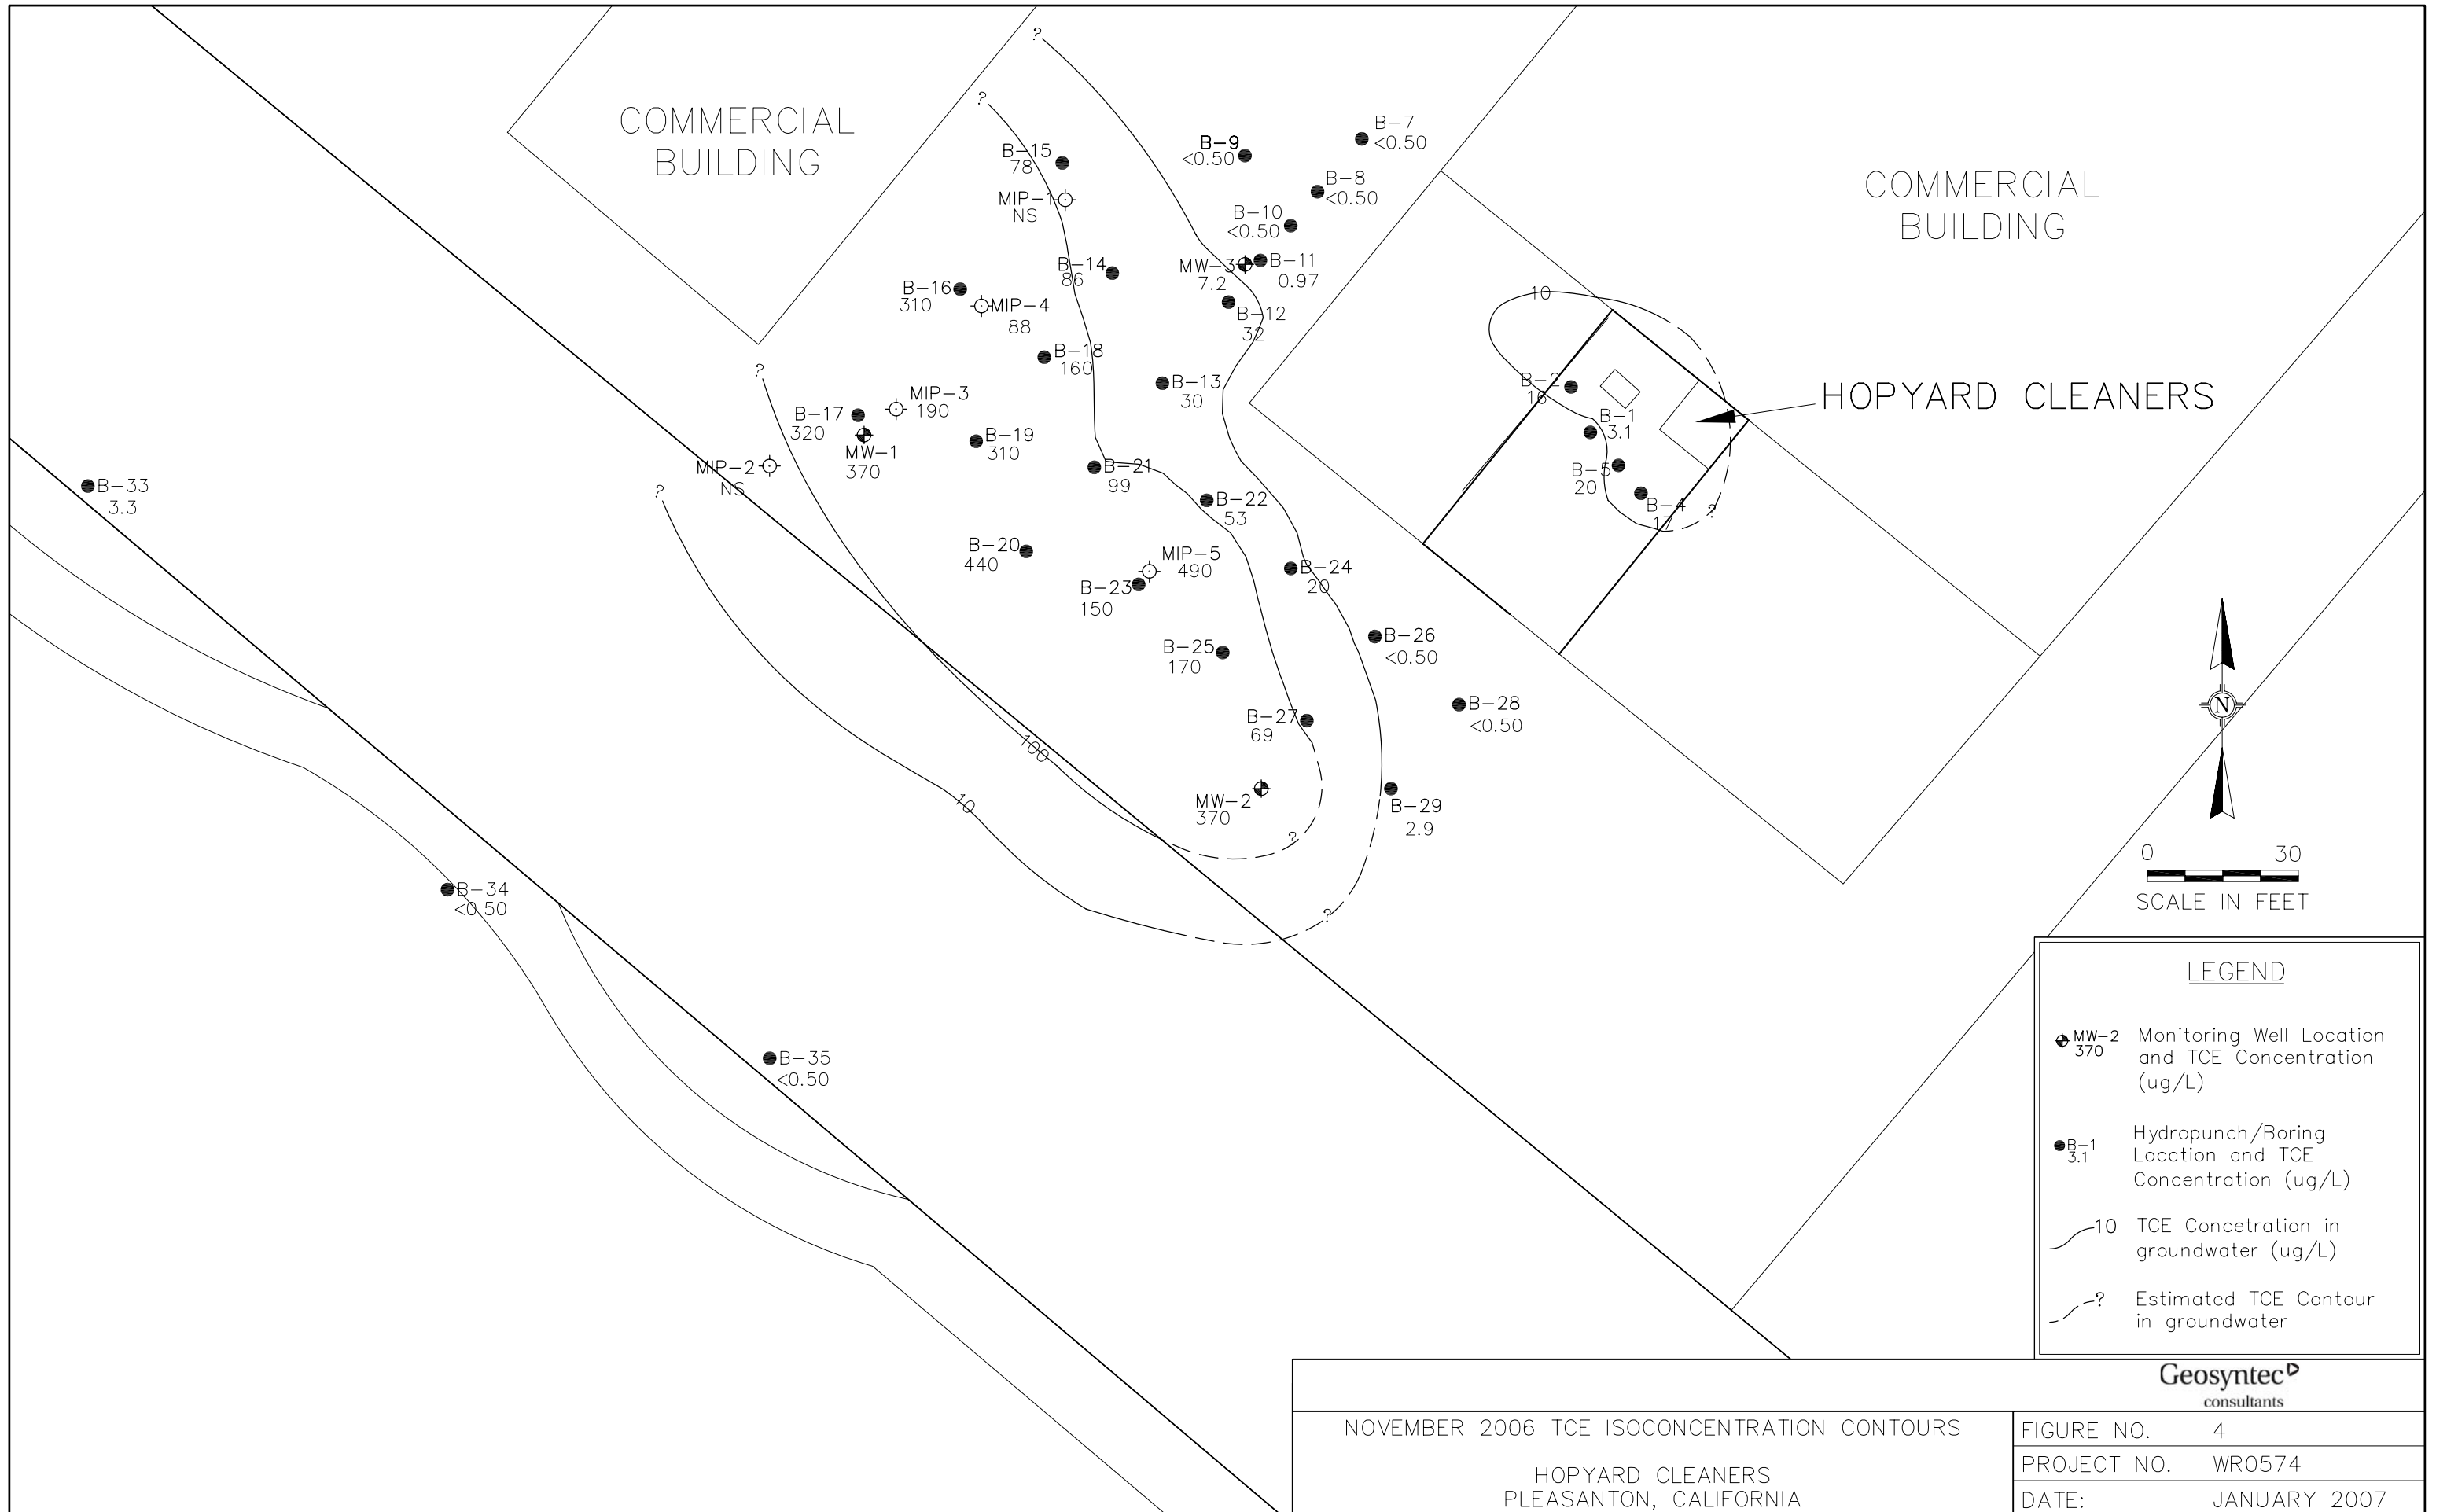 ?
?
COMMERCIAL
BUILDING
B-15
78
MIP-1
NS
B-9
<0.50
B-7
<0.50
B-8
<0.50
B-10
<0.50
COMMERCIAL
BUILDING
B-14
86
MW-3
7.2
B-11
0.97
B-16
310
MIP-4
88
B-12
32
10
B-18
160
?
B-13
30
B-2
16
HOPYARD CLEANERS
MIP-3
190
B-17
320
MW-1
370
B-19
310
B-1
3.1
MIP-2
NS
B-21
99
B-5
20
B-33
3.3
?
B-22
53
B-4
17
?
B-20
440
MIP-5
490
B-24
20
B-23
150
B-25
170
B-26
<0.50
B-27
69
B-28
<0.50
N
100
10
MW-2
370
B-29
2.9
?
?
B-34
<0.50
0 30
SCALE IN FEET
B-35
<0.50
LEGEND
MW-2
370
Monitoring Well Location
and TCE Concentration
(ug/L)
B-1
3.1
Hydropunch/Boring
Location and TCE
Concentration (ug/L)
10 TCE Concetration in
groundwater (ug/L)
? Estimated TCE Contour
in groundwater
Geosyntec
consultants
NOVEMBER 2006 TCE ISOCONCENTRATION CONTOURS
HOPYARD CLEANERS
PLEASANTON, CALIFORNIA
FIGURE NO. 4
PROJECT NO. WR0574
DATE: JANUARY 2007